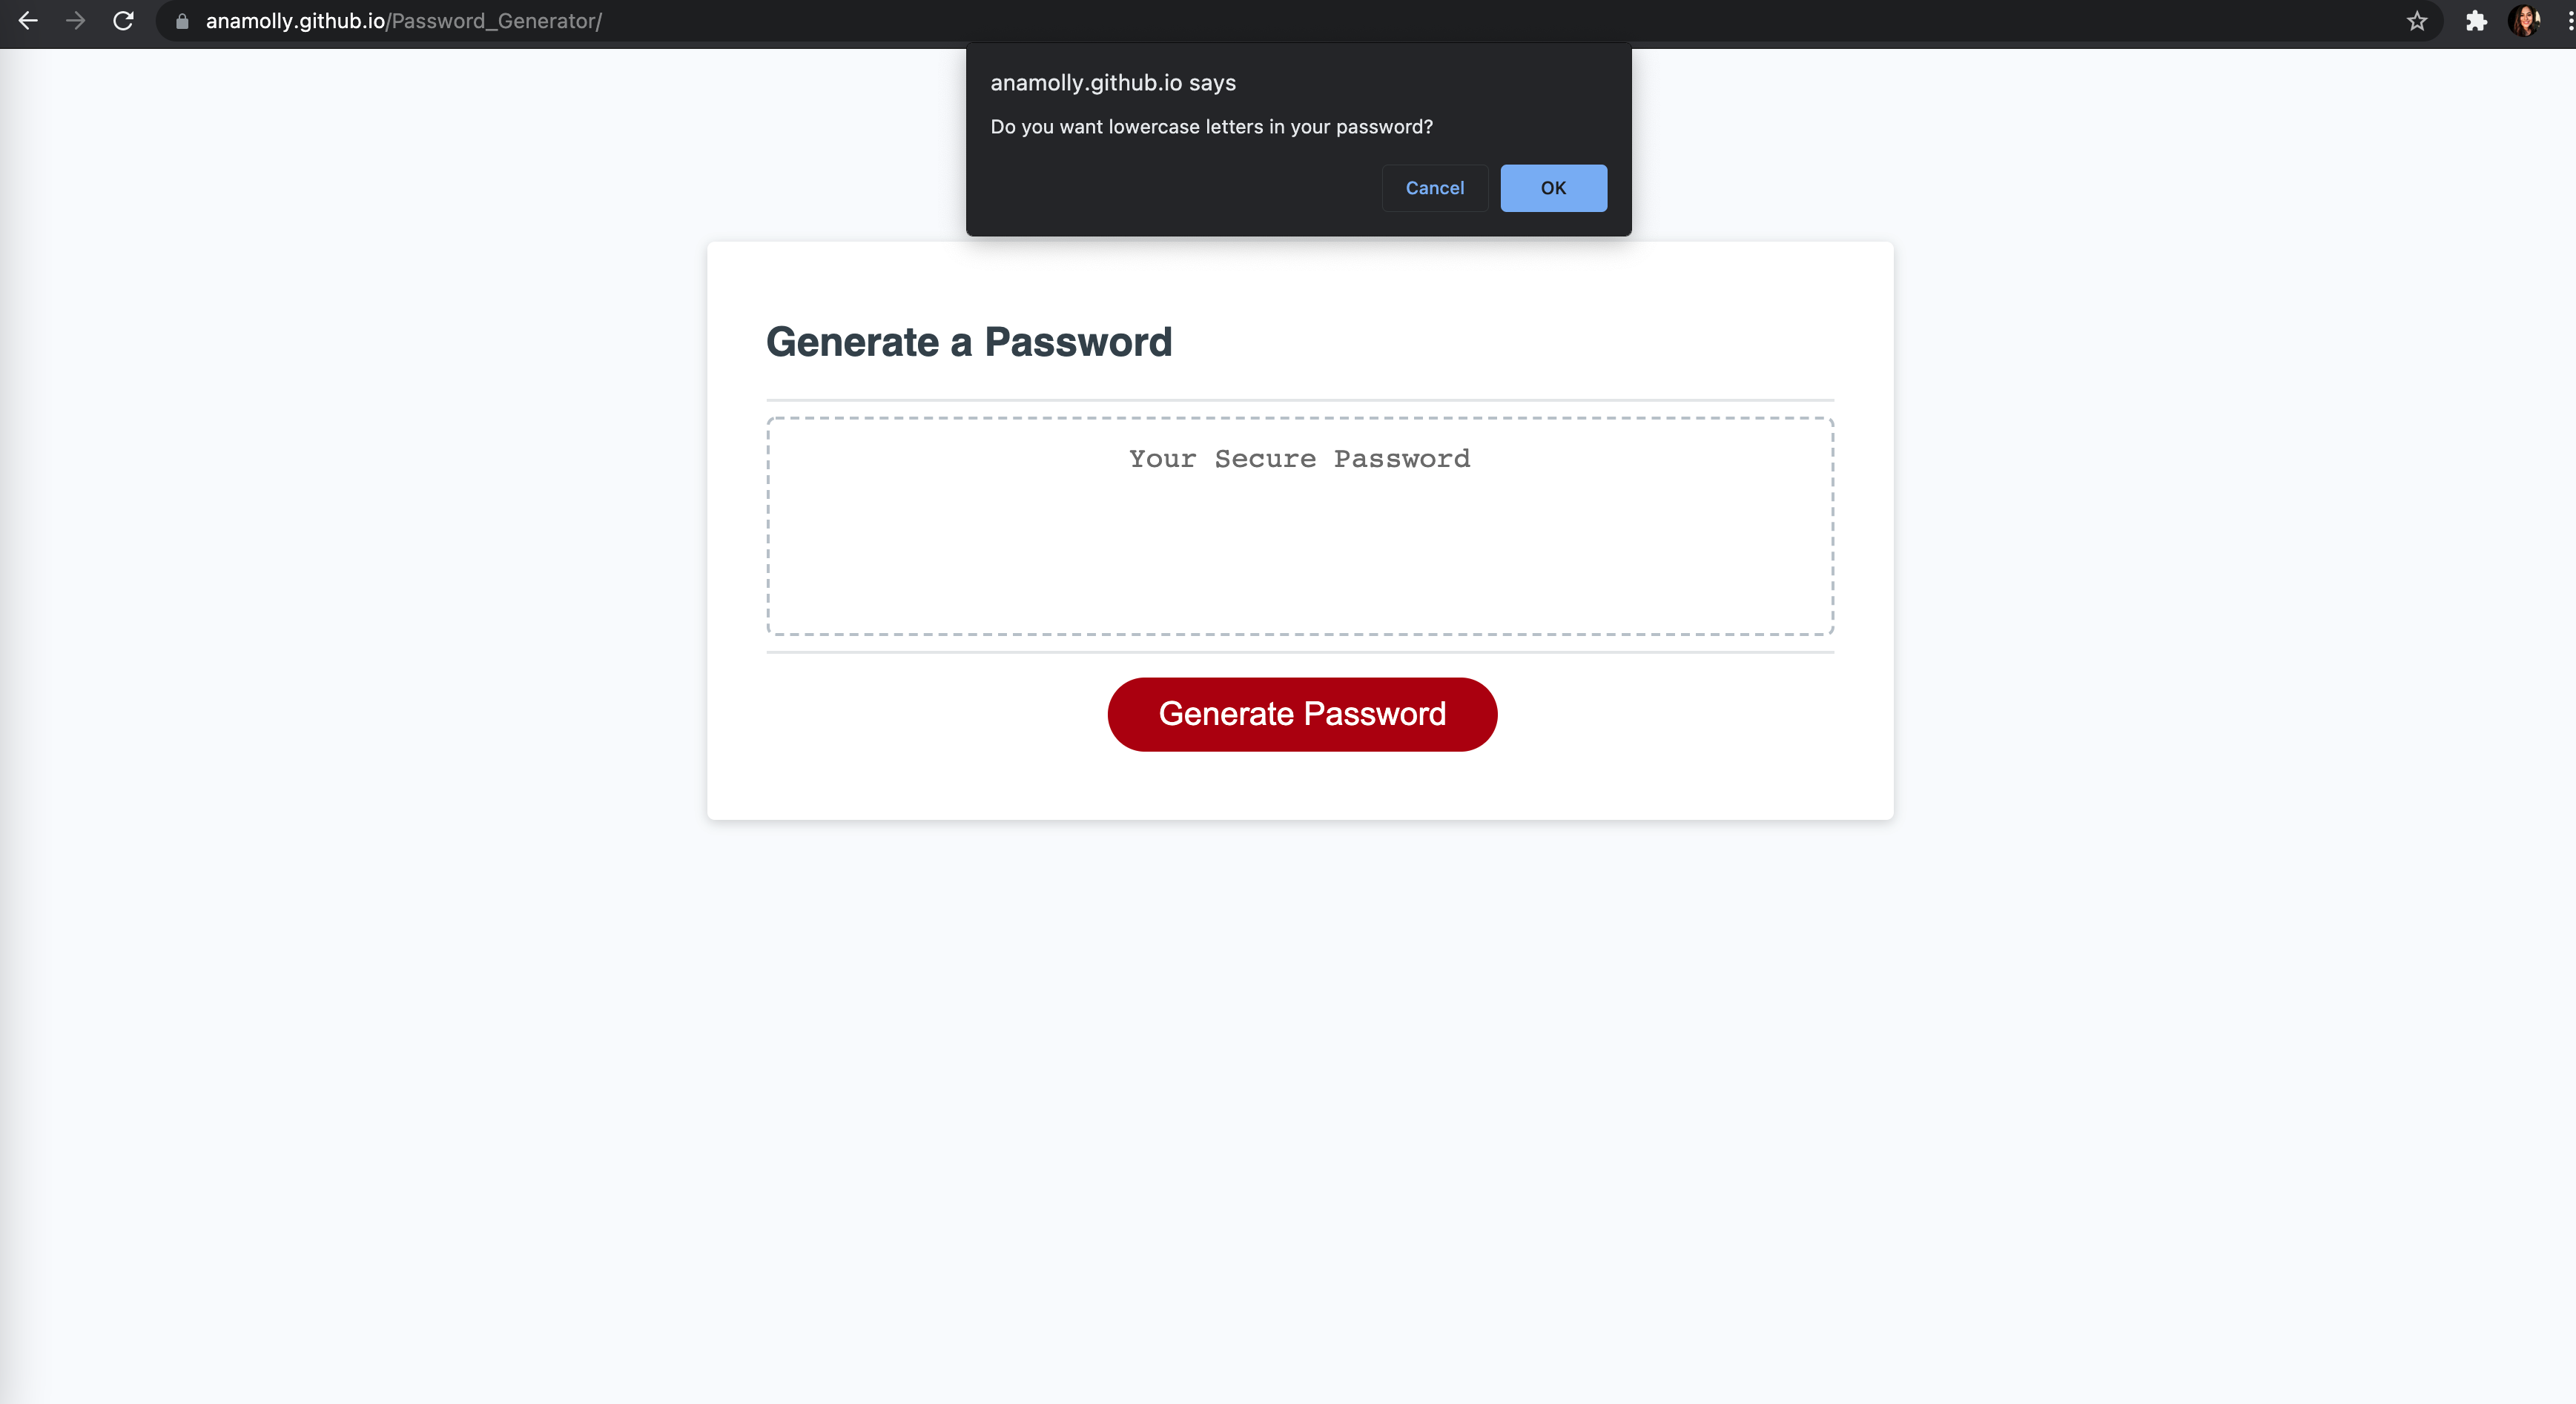 anamolly.github.io/Password_Generator/
anamolly.github.io says
Do you want lowercase letters in your password?
Cancel
OK
Generate a Password
Your Secure Password
Generate Password